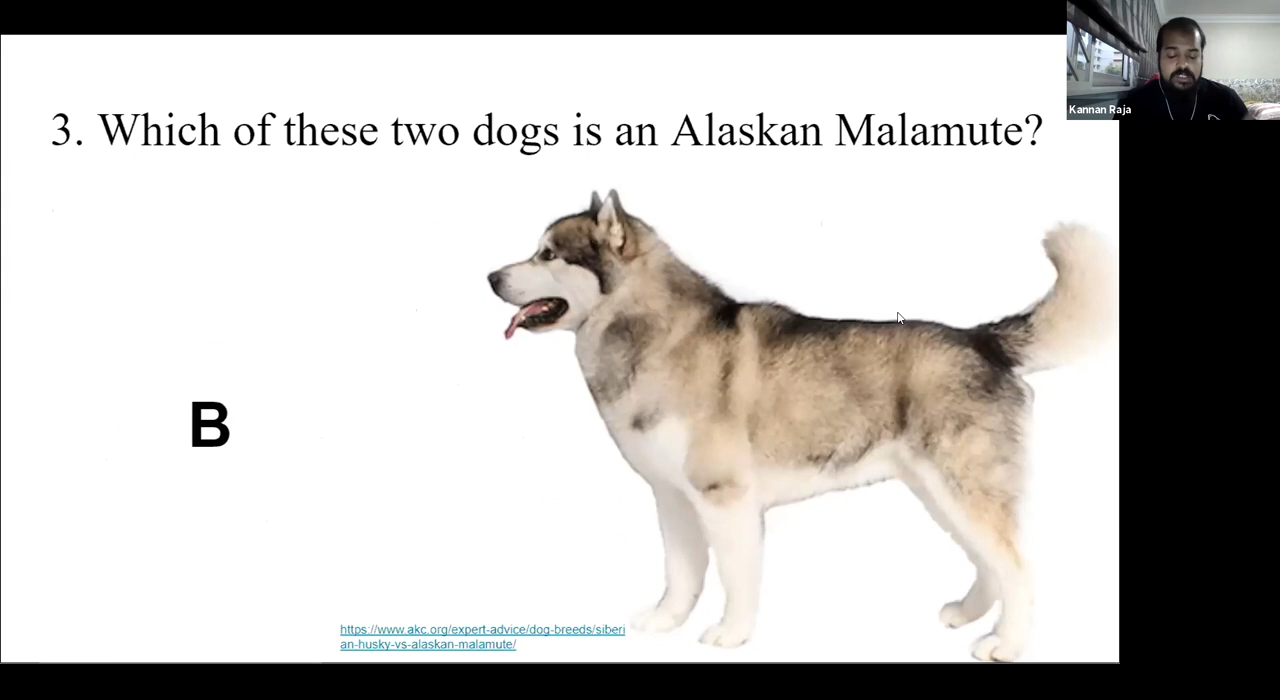 Kannan Raja
3. Which of these two dogs is an Alaskan Malamute?
B
https://www.akc.org/expert-advice/dog-breeds/siberi
an-husky-vs-alaskan-malamute/